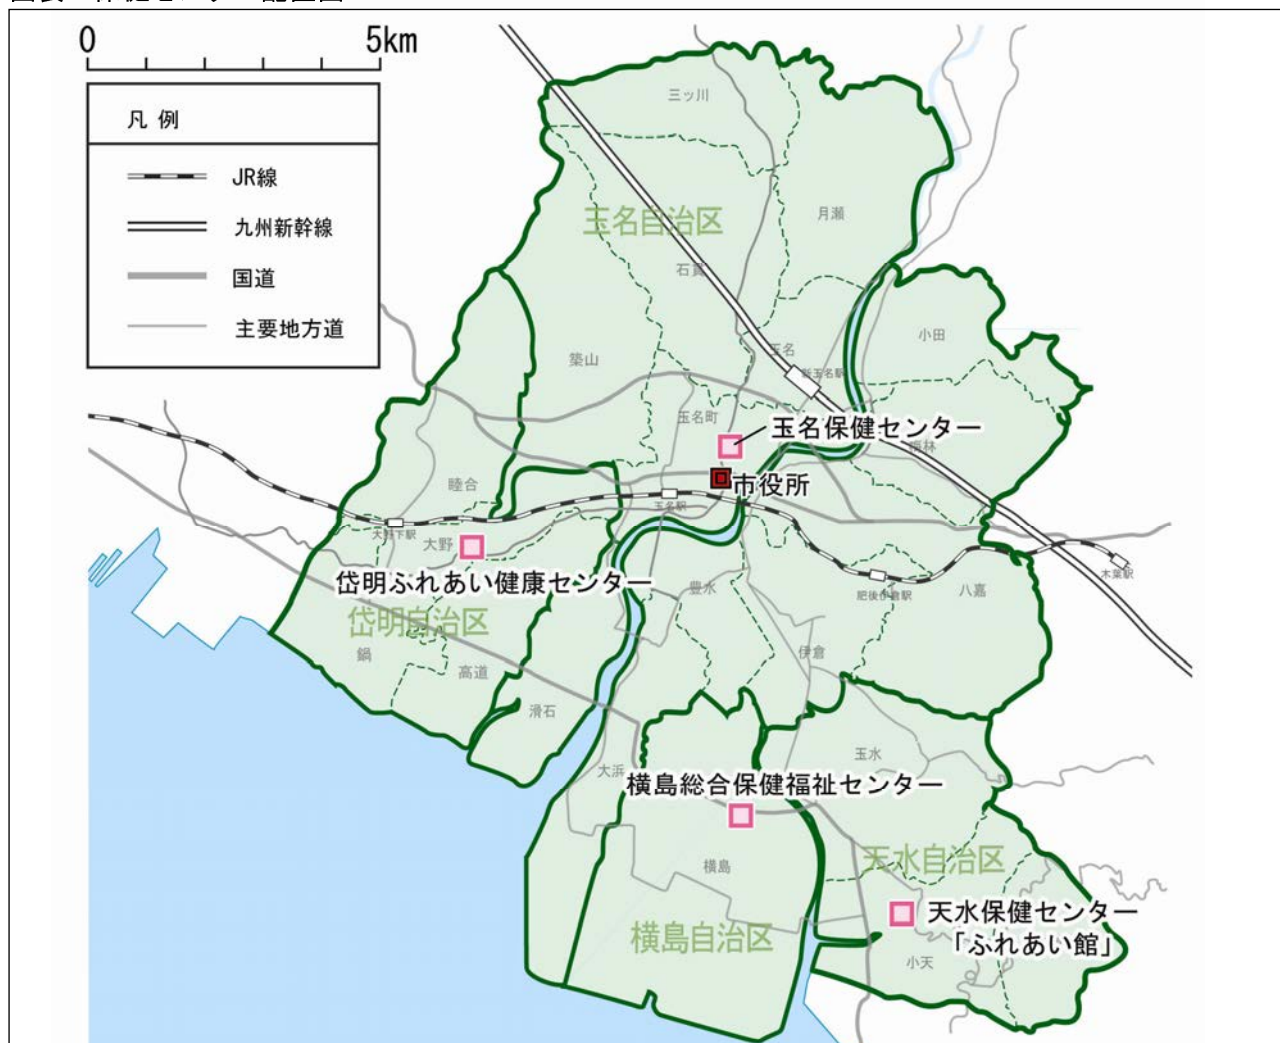 0 5km
凡 例
JR線
九州新幹線
国道
主要地方道
三ッ川
玉名自治区
月瀬
石貫
小田
築山
玉名
新玉名駅
玉名町
玉名保健センター
梅林
市役所
睦合
玉名駅
大野下駅
大野
木葉駅
岱明ふれあい健康センター
豊水
肥後伊倉駅
八嘉
岱明自治区
鍋
伊倉
高道
滑石
玉水
大浜
横島総合保健福祉センター
横島
天水自治区
天水保健センター
「ふれあい館」
横島自治区
小天